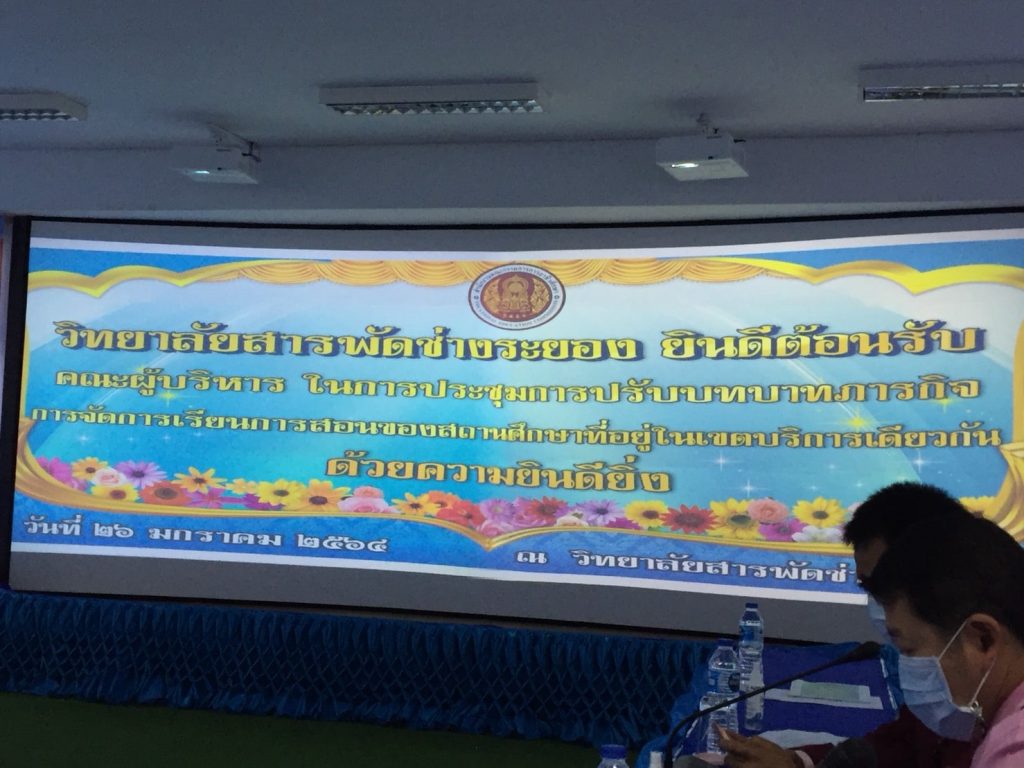 วิทยาลัยสารพัดช่างระยอง ยินดีต้อนรับ
คณะผู้บริหาร ในการประชุมการปรับบทบาทภารกิจ
การจัดการเรียนการสอนของสถานศึกษาที่อยู่ในเขตบริการเดียวกัน
ด้วยความยินดียิ่ง
วันที่ ๒๖ มกราคม ๒๕๖๔
ณ วิทยาลัยสารพัดช่